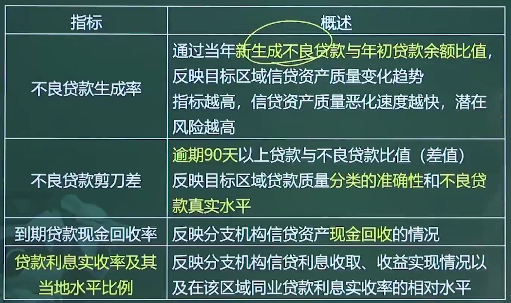 指标
概述
不良贷款生成率
通过当年新生成不良贷款与年初贷款余额比值，
反映目标区域信贷资产质量变化趋势
指标越高，信贷资产质量恶化速度越快，潜在
风险越高
不良贷款剪刀差
逾期90天以上贷款与不良贷款比值（差值）
反映目标区域贷款质量分类的准确性和不良贷
款真实水平
到期贷款现金回收率
反映分支机构信贷资产现金回收的情况
贷款利息实收率及其
当地水平比例
反映分支机构信贷利息收取、收益实现情况以
及在该区域同业贷款利息实收率的相对水平